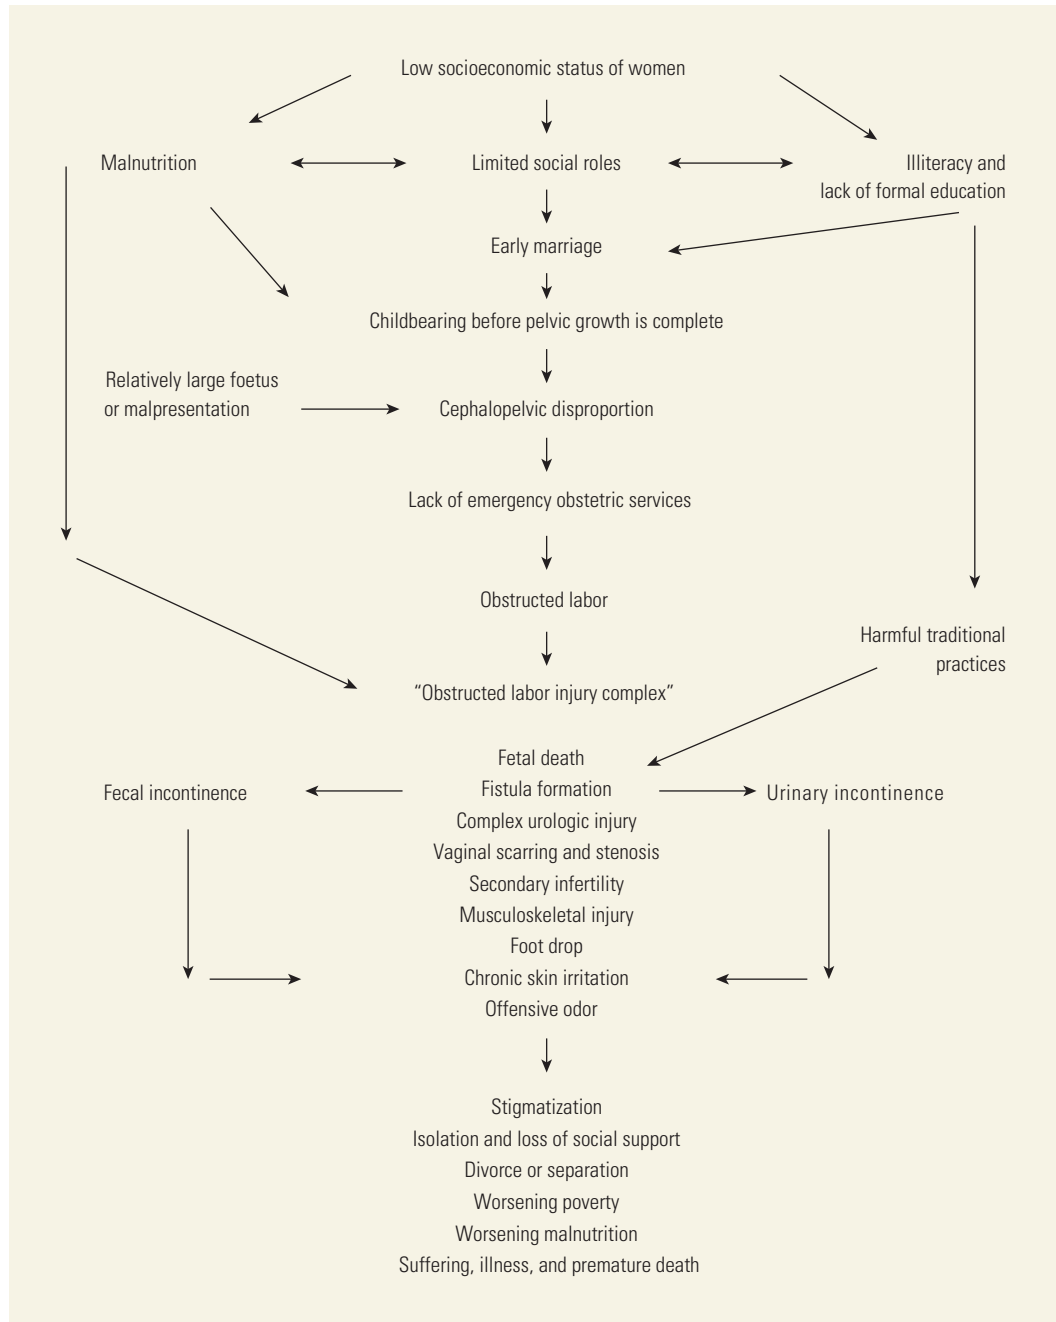 Low socioeconomic status of women
Malnutrition
Limited social roles
Illiteracy and
lack of formal education
Early marriage
Childbearing before pelvic growth is complete
Relatively large foetus
or malpresentation
Cephalopelvic disproportion
Lack of emergency obstetric services
Obstructed labor
Harmful traditional
practices
“Obstructed labor injury complex”
Fetal death
Fecal incontinence
Fistula formation
Urinary incontinence
Complex urologic injury
Vaginal scarring and stenosis
Secondary infertility
Musculoskeletal injury
Foot drop
Chronic skin irritation
Offensive odor
Stigmatization
Isolation and loss of social support
Divorce or separation
Worsening poverty
Worsening malnutrition
Suffering, illness, and premature death